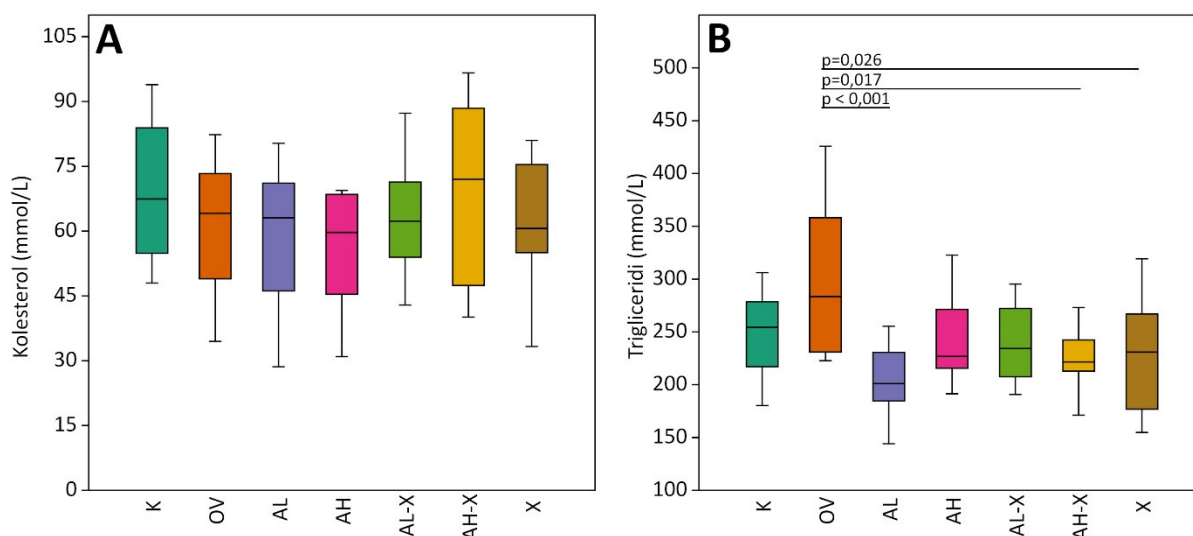 A
Kolesterol (mmol/L)
105
90
75
60
45
30
15
0
K
OV
AL
AH
AL-X
AH-X
X
B
Trigliceridi (mmol/L)
500
450
400
350
300
250
200
150
100
p=0,026
p=0,017
p < 0,001
K
OV
AL
AH
AL-X
AH-X
X